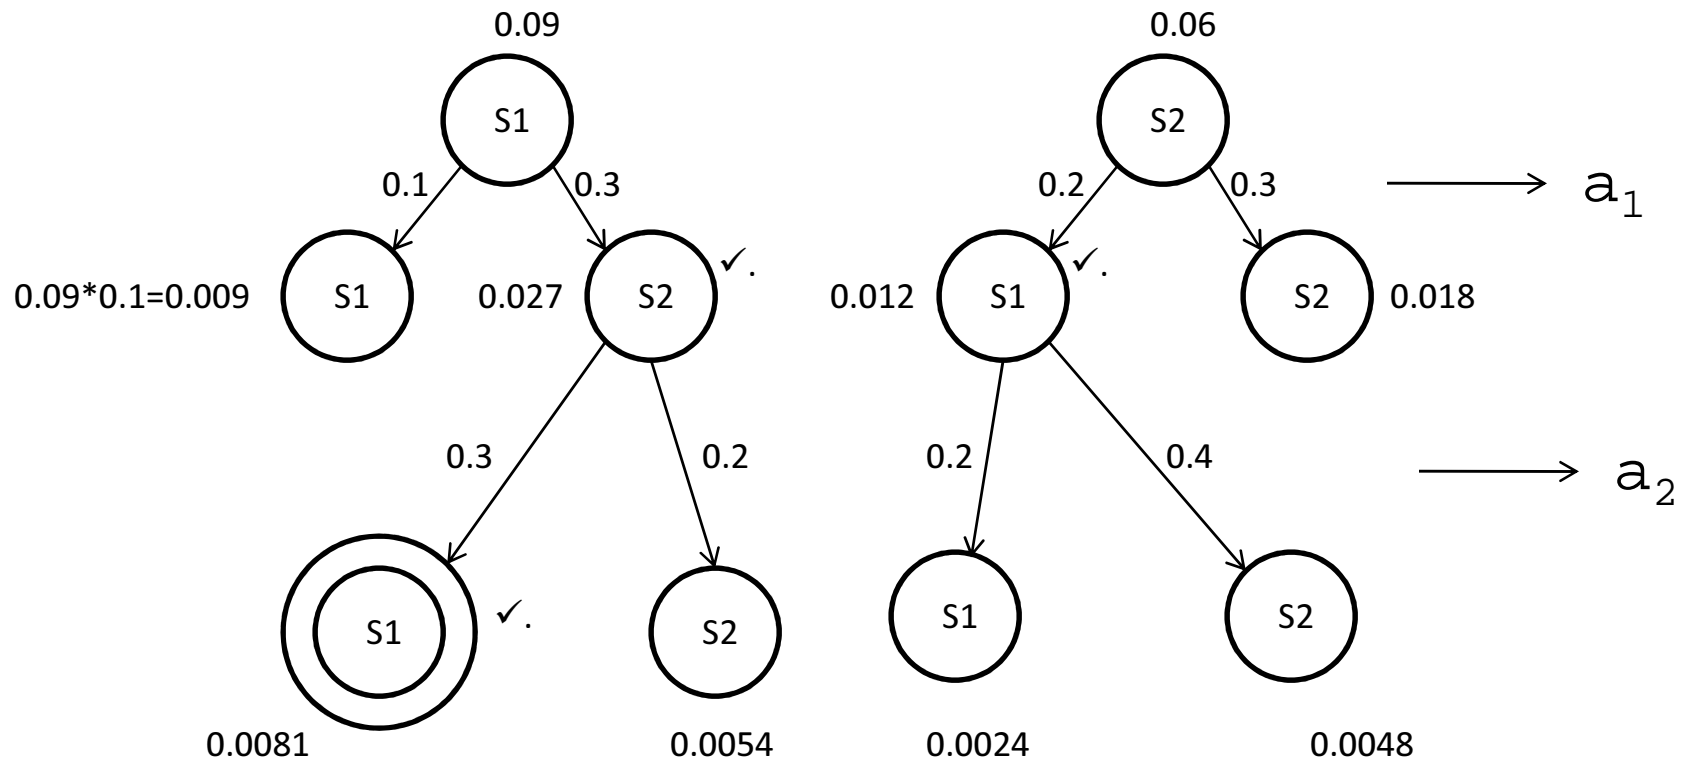 0.09 0.06
S1 S2
0.1 0.3 0.2 0.3 a₁
✓. ✓.
0.09*0.1=0.009 S1 0.027 S2 0.012 S1 S2 0.018
0.3 0.2 0.2 0.4 a₂
S1 ✓. S2 S1 S2
0.0081 0.0054 0.0024 0.0048